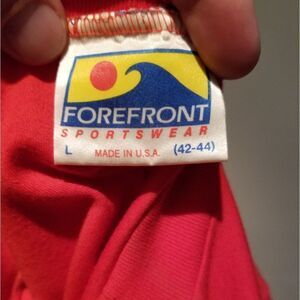 FOREFRONT
SPORTSWEAR
L MADE IN U.S.A. (42-44)